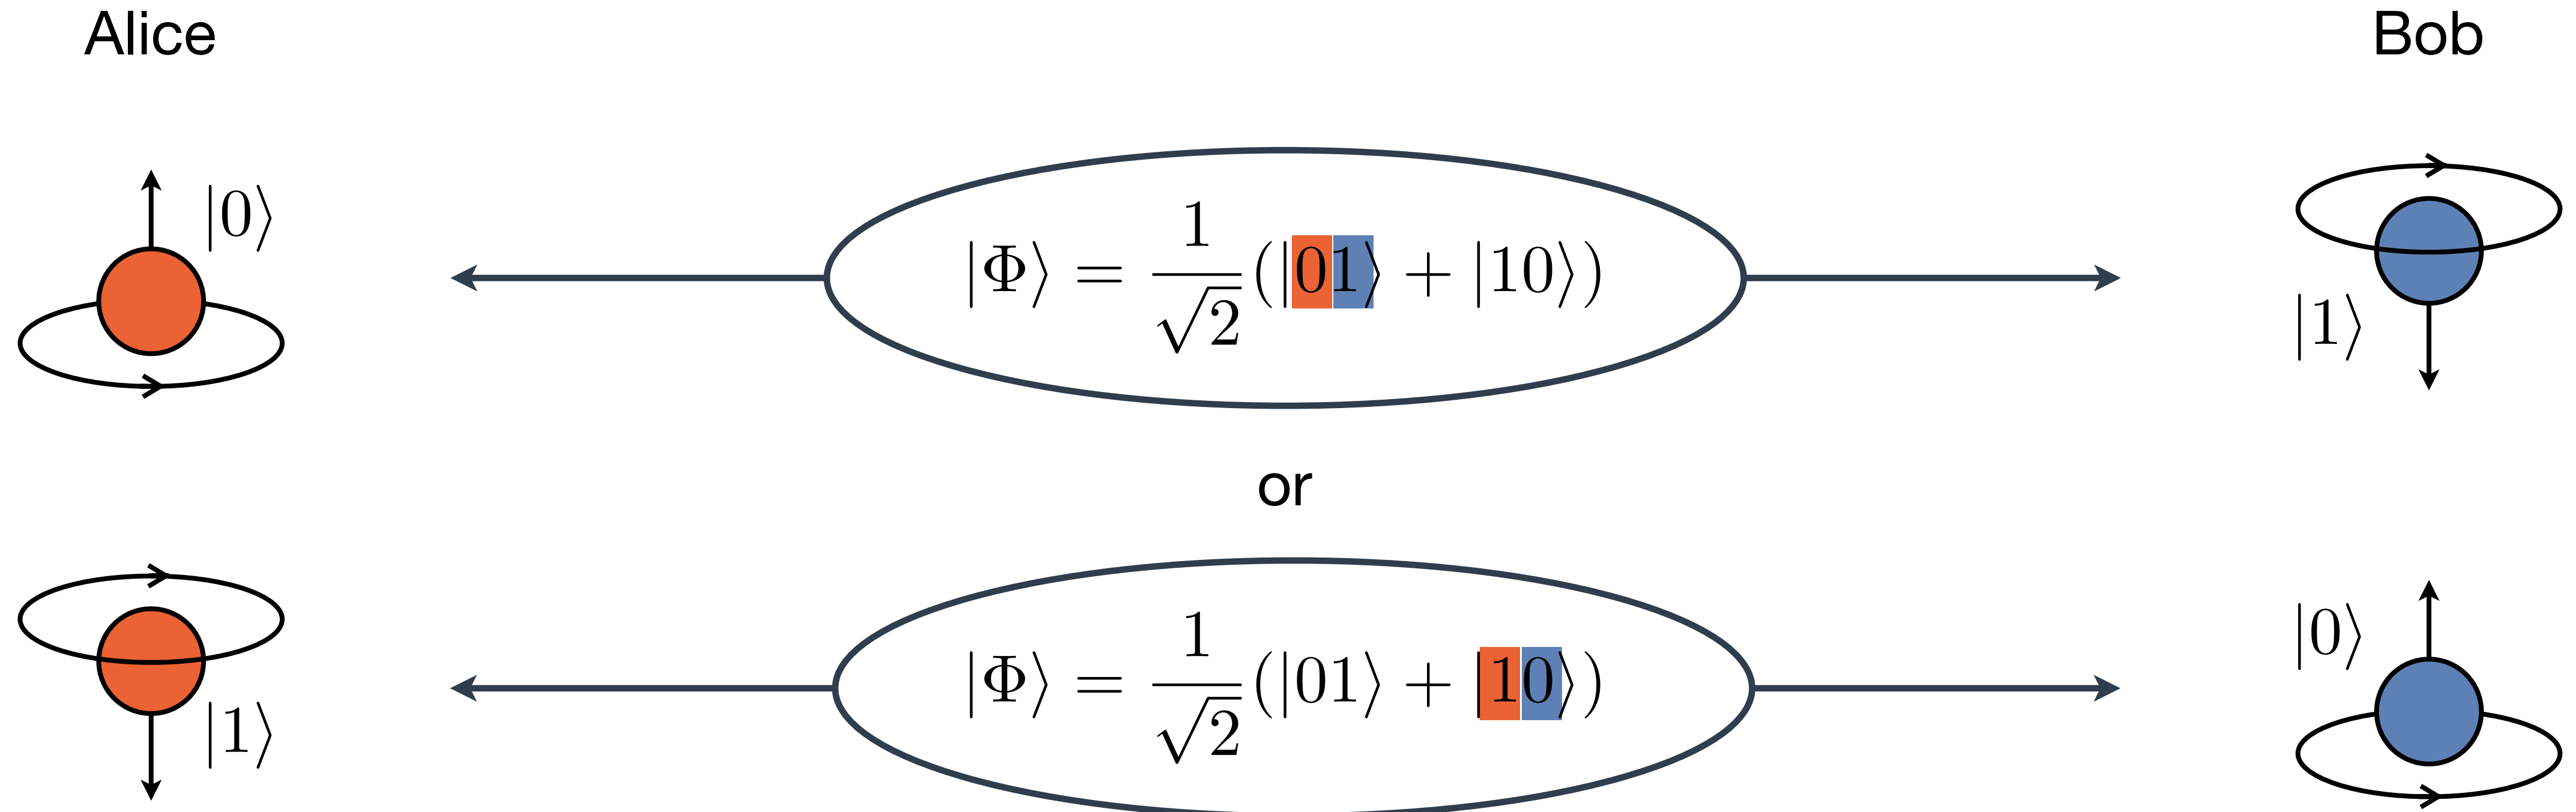 Alice Bob
|0⟩ |Φ⟩ = 1/√2 (|01⟩ + |10⟩) |1⟩
or
|1⟩ |Φ⟩ = 1/√2 (|01⟩ + |10⟩) |0⟩